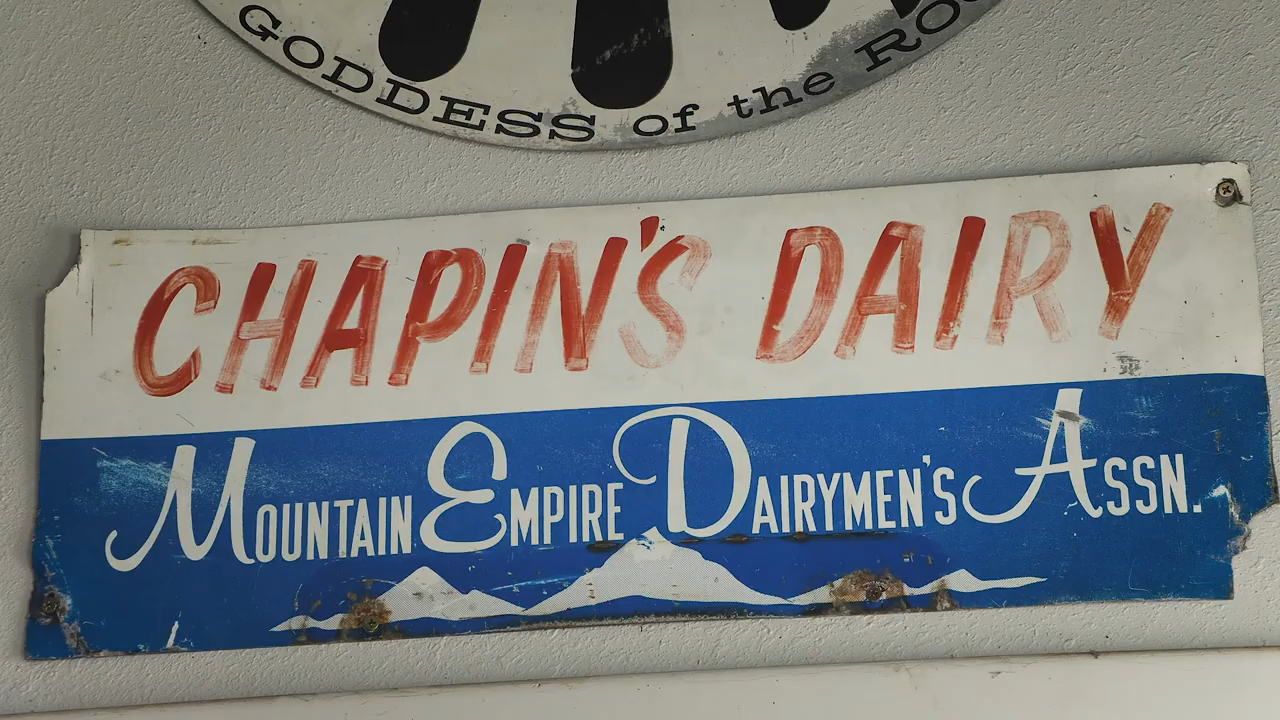 GODDESS of the
CHAPIN'S DAIRY
MOUNTAIN EMPIRE DAIRYMEN'S ASSN.